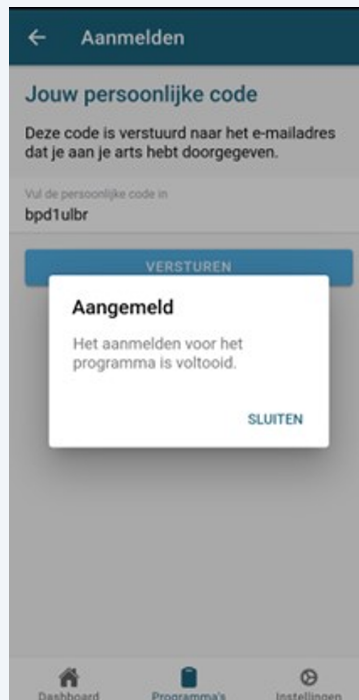 Aanmelden
Jouw persoonlijke code
Deze code is verstuurd naar het e-mailadres
dat je aan je arts hebt doorgegeven.
Vul de persoonlijke code in
bpd1ulbr
VERSTUREN
Aangemeld
Het aanmelden voor het
programma is voltooid.
SLUITEN
Dashboard
Programma's
Instellingen